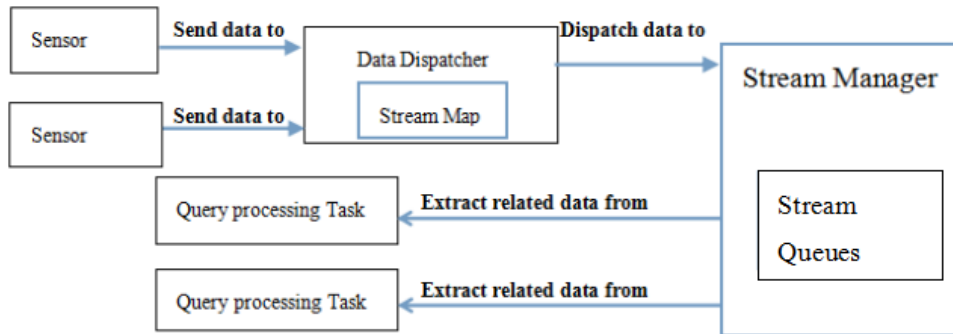 Sensor
Send data to
Dispatch data to
Data Dispatcher
Stream Manager
Stream Map
Sensor
Send data to
Query processing Task
Extract related data from
Stream
Queues
Query processing Task
Extract related data from